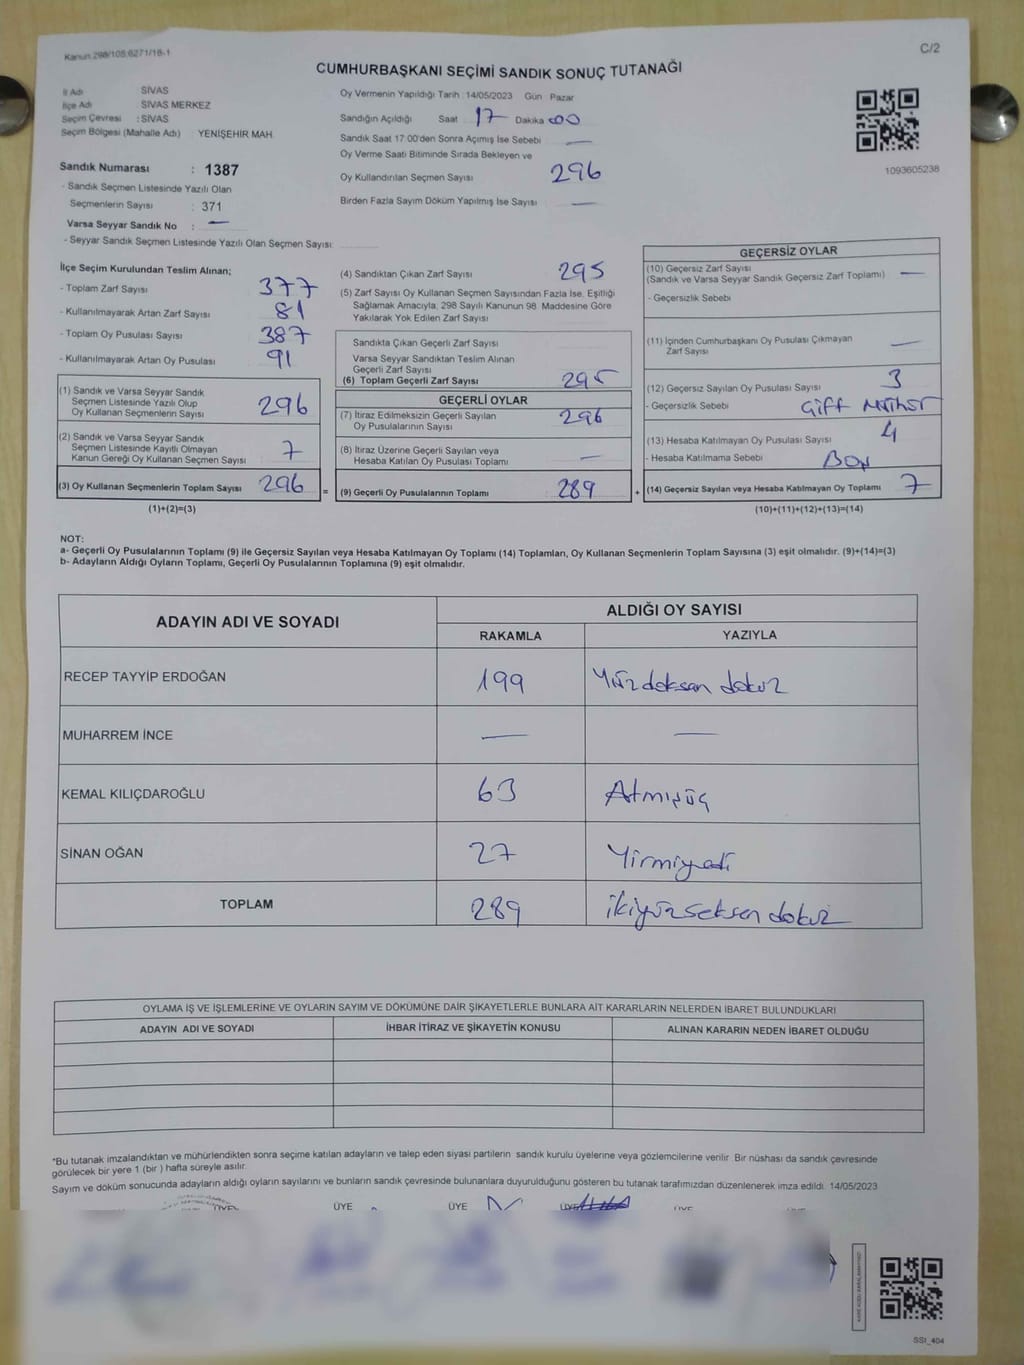 Kanun 298/105;6271/16-1
C/2
CUMHURBAŞKANI SEÇİMİ SANDIK SONUÇ TUTANAĞI
İl Adı SİVAS
İlçe Adı SİVAS MERKEZ
Seçim Çevresi : SİVAS
Seçim Bölgesi (Mahalle Adı) : YENİŞEHİR MAH.
Sandık Numarası : 1387
- Sandık Seçmen Listesinde Yazılı Olan
Seçmenlerin Sayısı : 371
Varsa Seyyar Sandık No : —
- Seyyar Sandık Seçmen Listesinde Yazılı Olan Seçmen Sayısı:
Oy Vermenin Yapıldığı Tarih : 14/05/2023 Gün Pazar
Sandığın Açıldığı Saat 17 Dakika 00
Sandık Saat 17:00'den Sonra Açımış İse Sebebi —
Oy Verme Saati Bitiminde Sırada Bekleyen ve
Oy Kullandırılan Seçmen Sayısı 296
Birden Fazla Sayım Döküm Yapılmış İse Sayısı —
1093605238
İlçe Seçim Kurulundan Teslim Alınan;
- Toplam Zarf Sayısı 377
- Kullanılmayarak Artan Zarf Sayısı 81
- Toplam Oy Pusulası Sayısı 387
- Kullanılmayarak Artan Oy Pusulası 91
(1) Sandık ve Varsa Seyyar Sandık
Seçmen Listesinde Yazılı Olup
Oy Kullanan Seçmenlerin Sayısı 296
(2) Sandık ve Varsa Seyyar Sandık
Seçmen Listesinde Kayıtlı Olmayan
Kanun Gereği Oy Kullanan Seçmen Sayısı 7
(3) Oy Kullanan Seçmenlerin Toplam Sayısı 296 =
(1)+(2)=(3)
(4) Sandıktan Çıkan Zarf Sayısı 295
(5) Zarf Sayısı Oy Kullanan Seçmen Sayısından Fazla İse, Eşitliği
Sağlamak Amacıyla, 298 Sayılı Kanunun 98. Maddesine Göre
Yakılarak Yok Edilen Zarf Sayısı
Sandıkta Çıkan Geçerli Zarf Sayısı
Varsa Seyyar Sandıktan Teslim Alınan
Geçerli Zarf Sayısı
(6) Toplam Geçerli Zarf Sayısı 295
GEÇERLİ OYLAR
(7) İtiraz Edilmeksizin Geçerli Sayılan
Oy Pusulalarının Sayısı 296
(8) İtiraz Üzerine Geçerli Sayılan veya
Hesaba Katılan Oy Pusulası Toplamı —
(9) Geçerli Oy Pusulalarının Toplamı 289 +
GEÇERSİZ OYLAR
(10) Geçersiz Zarf Sayısı
(Sandık ve Varsa Seyyar Sandık Geçersiz Zarf Toplamı) —
- Geçersizlik Sebebi
(11) İçinden Cumhurbaşkanı Oy Pusulası Çıkmayan
Zarf Sayısı —
(12) Geçersiz Sayılan Oy Pusulası Sayısı 3
- Geçersizlik Sebebi Çift Mühür
(13) Hesaba Katılmayan Oy Pusulası Sayısı 4
- Hesaba Katılmama Sebebi Boş
(14) Geçersiz Sayılan veya Hesaba Katılmayan Oy Toplamı 7
(10)+(11)+(12)+(13)=(14)
NOT:
a- Geçerli Oy Pusulalarının Toplamı (9) ile Geçersiz Sayılan veya Hesaba Katılmayan Oy Toplamı (14) Toplamları, Oy Kullanan Seçmenlerin Toplam Sayısına (3) eşit olmalıdır. (9)+(14)=(3)
b- Adayların Aldığı Oyların Toplamı, Geçerli Oy Pusulalarının Toplamına (9) eşit olmalıdır.
ADAYIN ADI VE SOYADI ALDIĞI OY SAYISI
RAKAMLA YAZIYLA
RECEP TAYYİP ERDOĞAN 199 Yüzdoksan dokuz
MUHARREM İNCE — —
KEMAL KILIÇDAROĞLU 63 Atmışüç
SİNAN OĞAN 27 Yirmiyedi
TOPLAM 289 ikiyüzseksen dokuz
OYLAMA İŞ VE İŞLEMLERİNE VE OYLARIN SAYIM VE DÖKÜMÜNE DAİR ŞİKAYETLERLE BUNLARA AİT KARARLARIN NELERDEN İBARET BULUNDUKLARI
ADAYIN ADI VE SOYADI İHBAR İTİRAZ VE ŞİKAYETİN KONUSU ALINAN KARARIN NEDEN İBARET OLDUĞU
*Bu tutanak imzalandıktan ve mühürlendikten sonra seçime katılan adayların ve talep eden siyasi partilerin sandık kurulu üyelerine veya gözlemcilerine verilir. Bir nüshası da sandık çevresinde
görülecek bir yere 1 (bir ) hafta süreyle asılır.
Sayım ve döküm sonucunda adayların aldığı oyların sayılarını ve bunların sandık çevresinde bulunanlara duyurulduğunu gösteren bu tutanak tarafımızdan düzenlenerek imza edildi. 14/05/2023
ÜYE ÜYE ÜYE
SSI_404